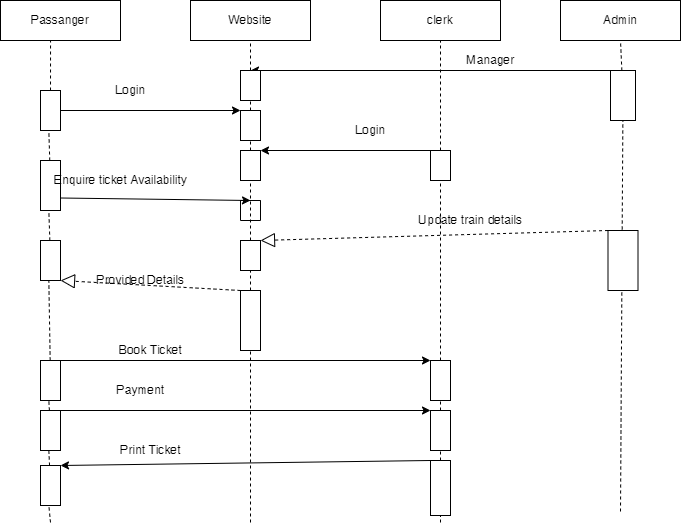 Passanger
Website
clerk
Admin
Manager
Login
Login
Enquire ticket Availability
Update train details
Provided Details
Book Ticket
Payment
Print Ticket